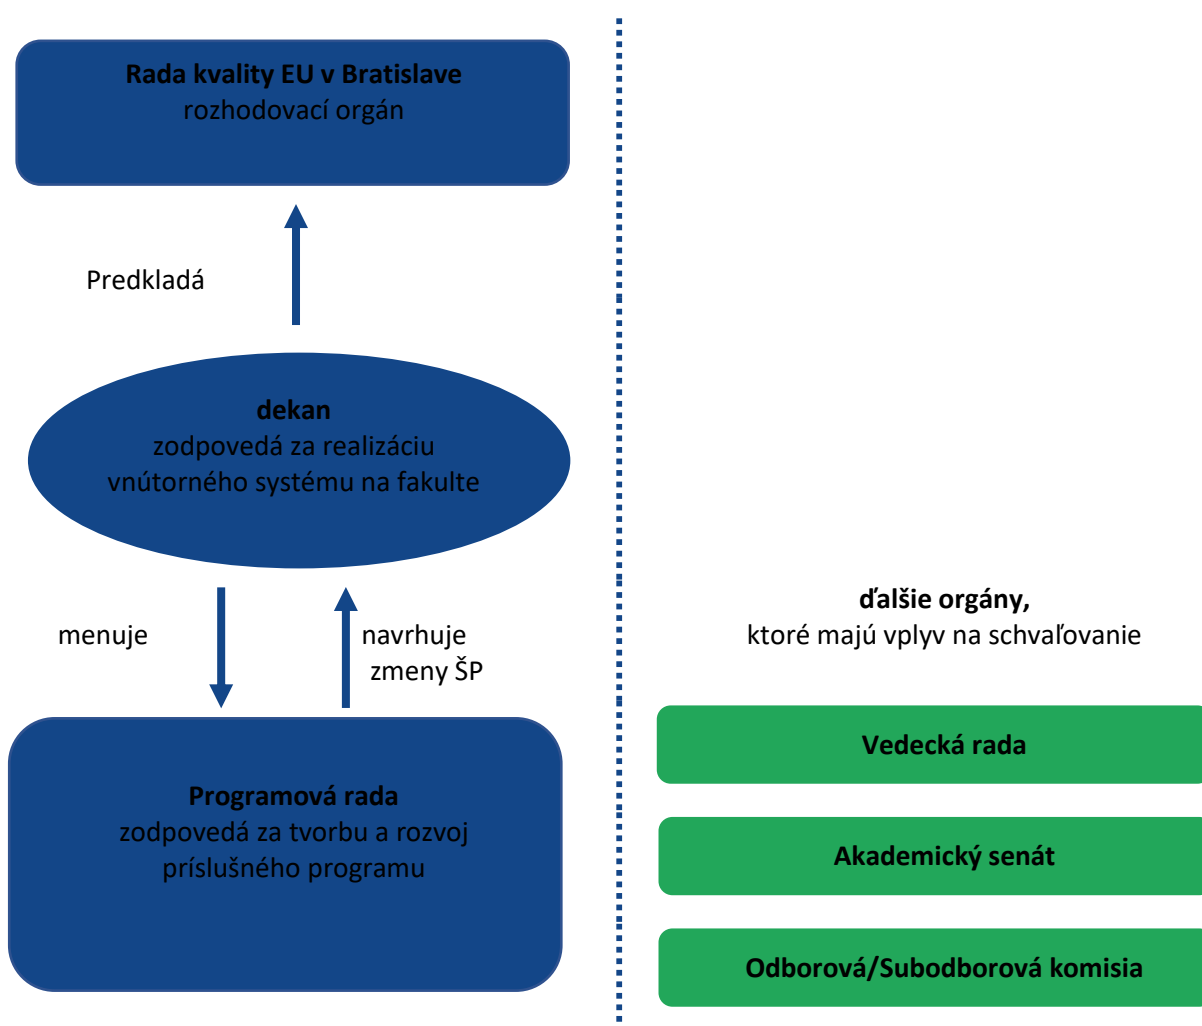 Rada kvality EU v Bratislave
rozhodovací orgán
Predkladá
dekan
zodpovedá za realizáciu
vnútorného systému na fakulte
menuje
navrhuje
zmeny ŠP
Programová rada
zodpovedá za tvorbu a rozvoj
príslušného programu
ďalšie orgány,
ktoré majú vplyv na schvaľovanie
Vedecká rada
Akademický senát
Odborová/Subodborová komisia